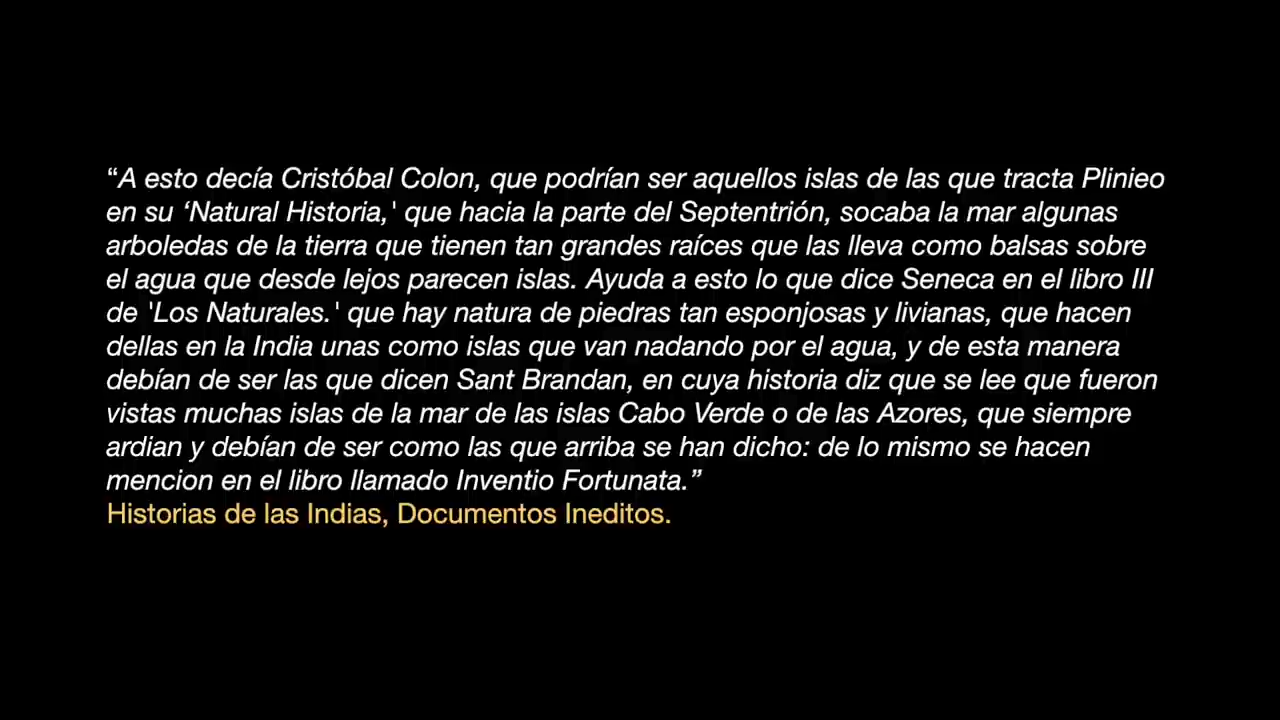 “A esto decía Cristóbal Colon, que podrían ser aquellos islas de las que tracta Plinieo
en su ‘Natural Historia,' que hacia la parte del Septentrión, socaba la mar algunas
arboledas de la tierra que tienen tan grandes raíces que las lleva como balsas sobre
el agua que desde lejos parecen islas. Ayuda a esto lo que dice Seneca en el libro III
de 'Los Naturales.' que hay natura de piedras tan esponjosas y livianas, que hacen
dellas en la India unas como islas que van nadando por el agua, y de esta manera
debían de ser las que dicen Sant Brandan, en cuya historia diz que se lee que fueron
vistas muchas islas de la mar de las islas Cabo Verde o de las Azores, que siempre
ardian y debían de ser como las que arriba se han dicho: de lo mismo se hacen
mencion en el libro llamado Inventio Fortunata.”
Historias de las Indias, Documentos Ineditos.